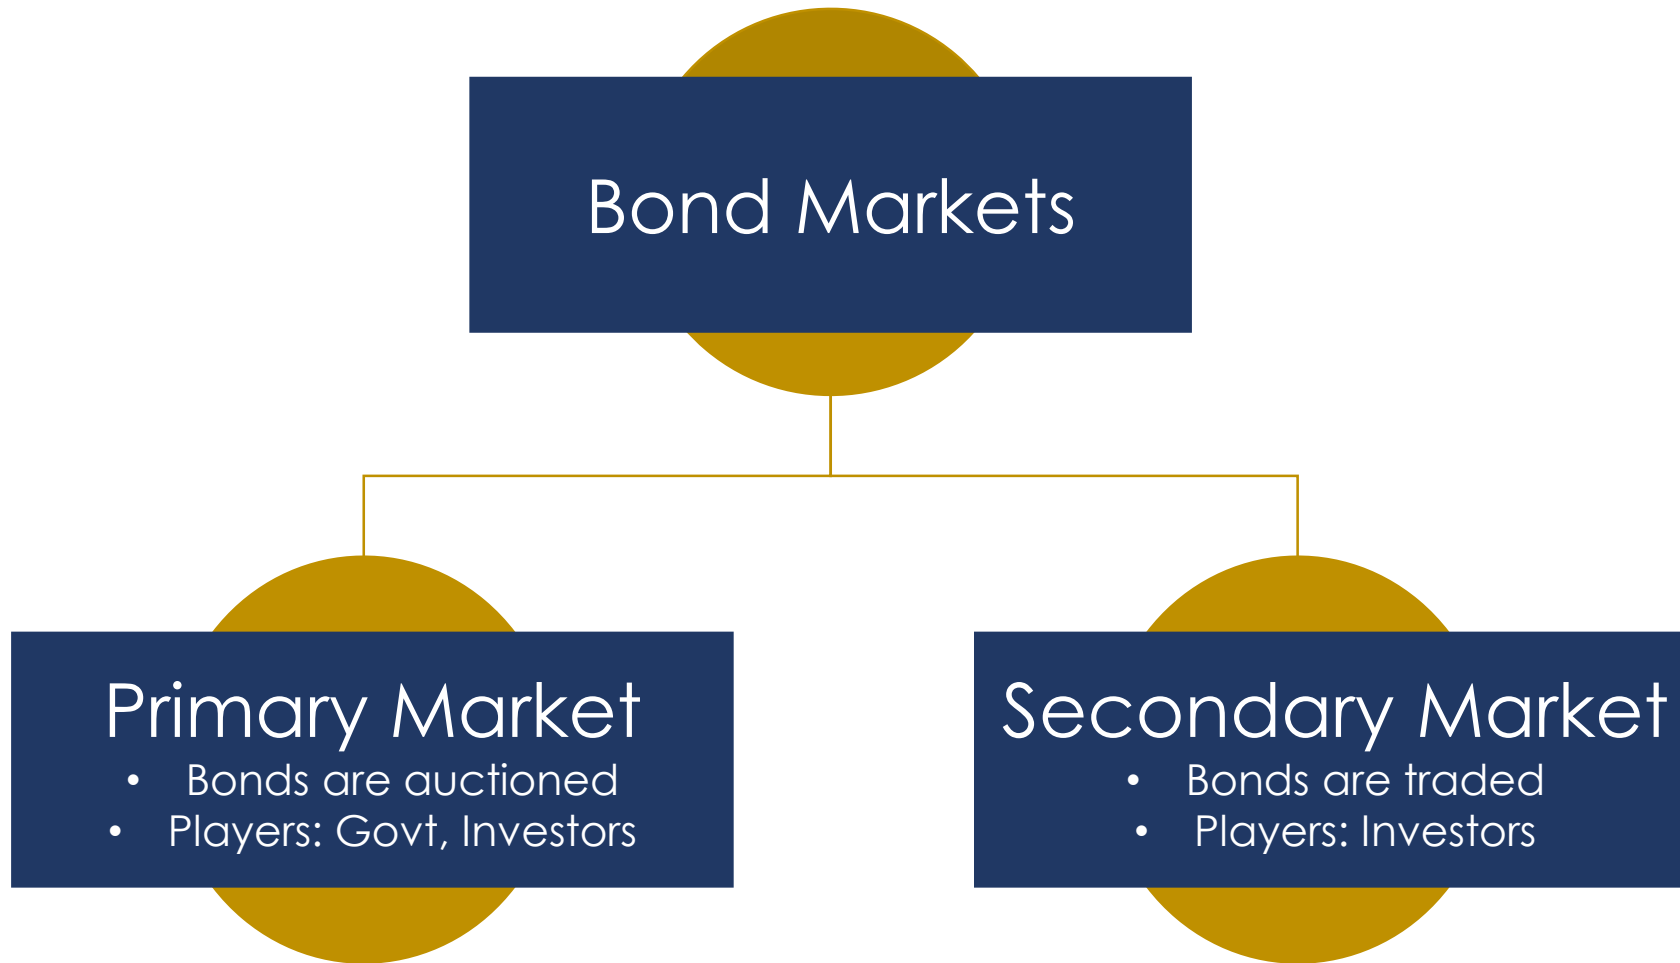 Bond Markets
Primary Market
• Bonds are auctioned
• Players: Govt, Investors
Secondary Market
• Bonds are traded
• Players: Investors